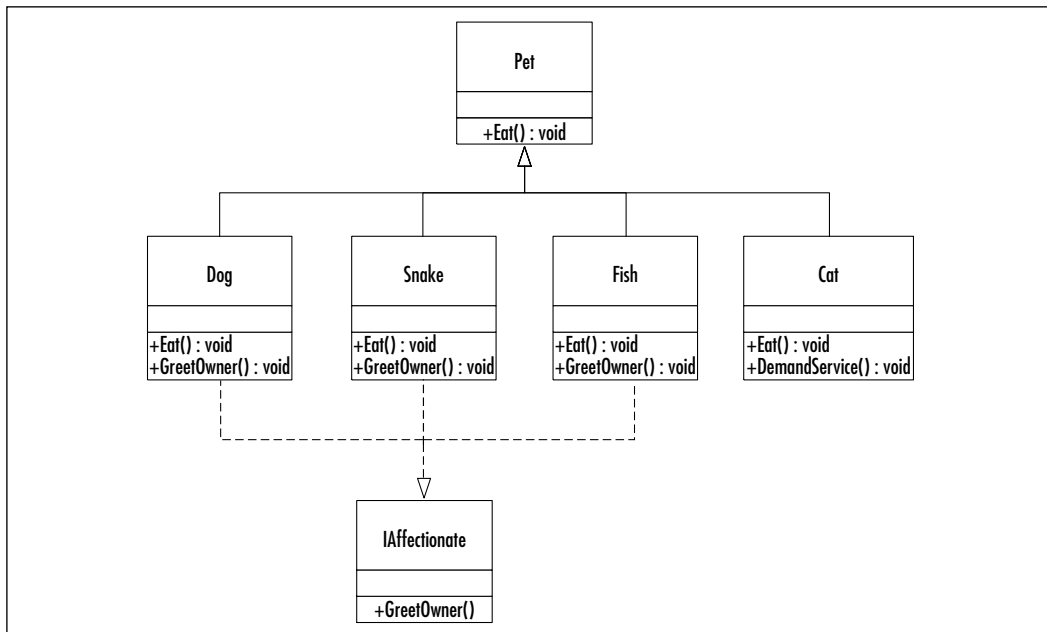 Pet
+Eat() : void
Dog
+Eat() : void
+GreetOwner() : void
Snake
+Eat() : void
+GreetOwner() : void
Fish
+Eat() : void
+GreetOwner() : void
Cat
+Eat() : void
+DemandService() : void
IAffectionate
+GreetOwner()